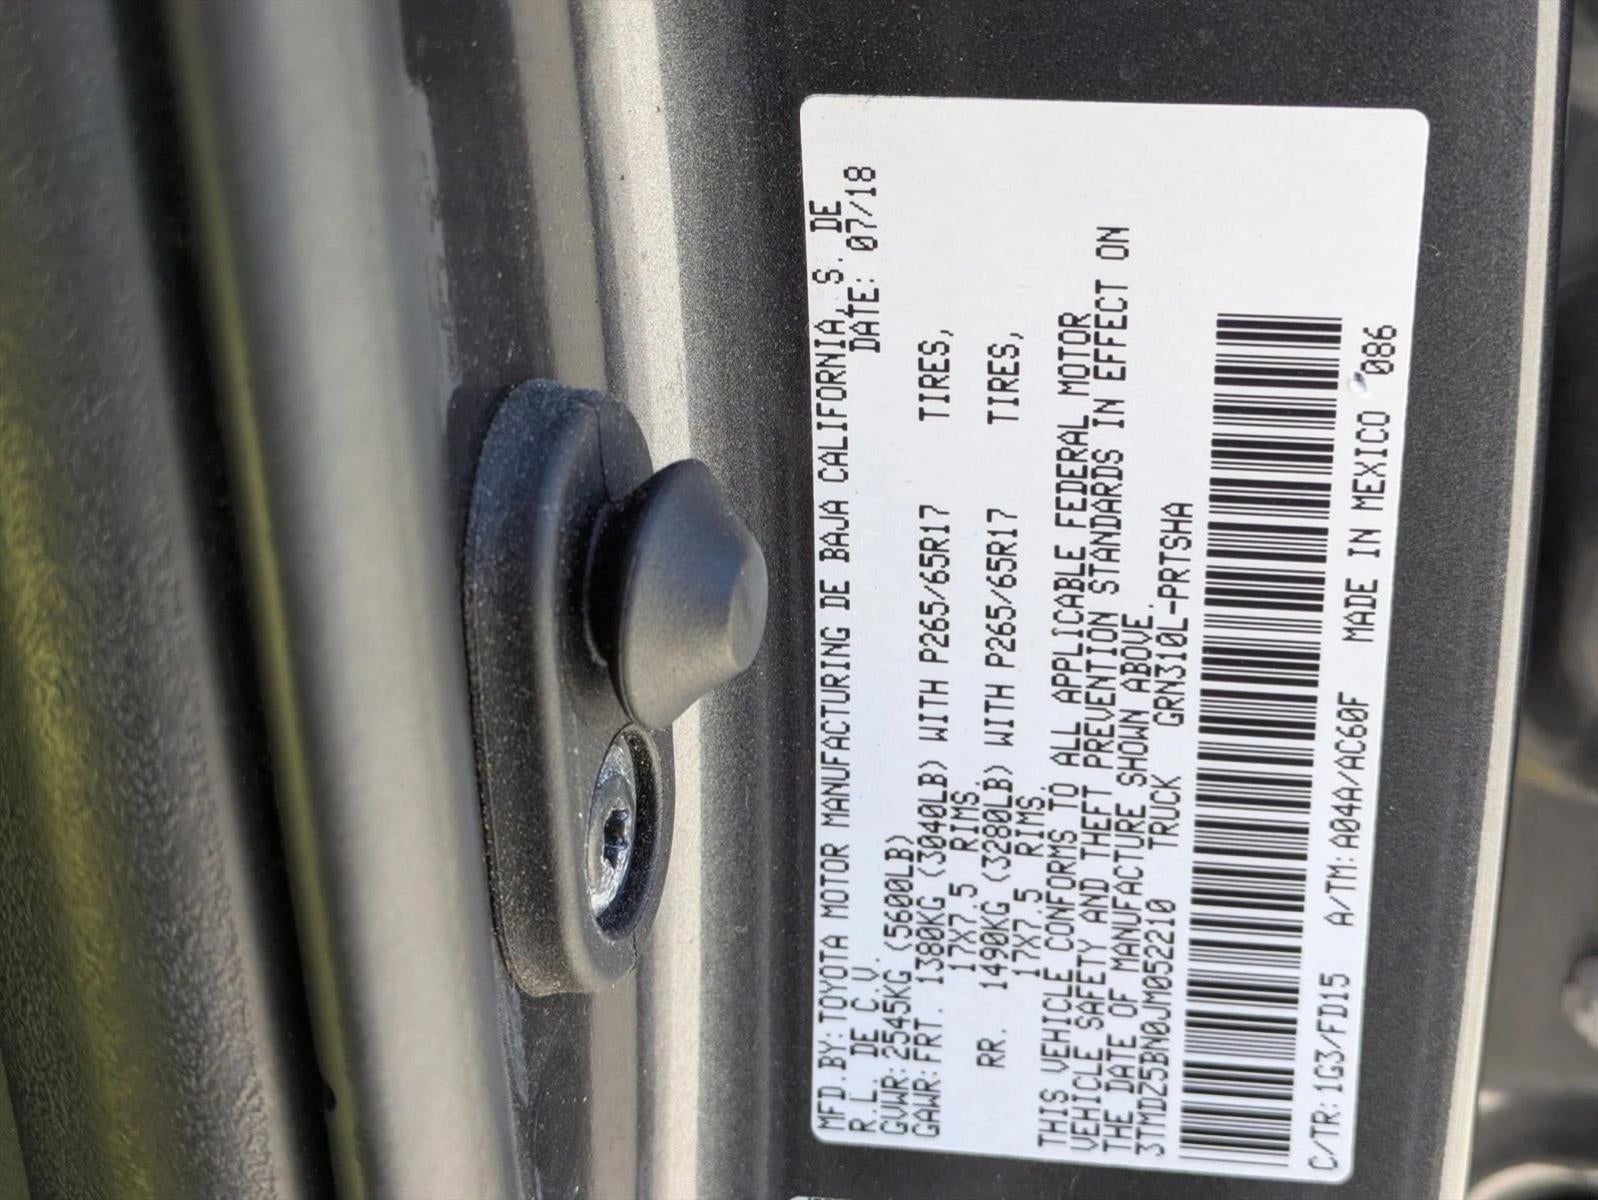 MFD.BY:TOYOTA MOTOR MANUFACTURING DE BAJA CALIFORNIA, S. DE
R.L. DE C.V. DATE: 07/18
GVWR:2545KG (5600LB)
GAWR:FRT. 1380KG (3040LB) WITH P265/65R17 TIRES,
17X7.5 RIMS.
RR. 1490KG (3280LB) WITH P265/65R17 TIRES,
17X7.5 RIMS.
THIS VEHICLE CONFORMS TO ALL APPLICABLE FEDERAL MOTOR
VEHICLE SAFETY AND THEFT PREVENTION STANDARDS IN EFFECT ON
THE DATE OF MANUFACTURE SHOWN ABOVE.
3TMDZ5BN0JM052210 TRUCK GRN310L-PRTSHA
C/TR:1G3/FD15 A/TM:A04A/AC60F MADE IN MEXICO 086